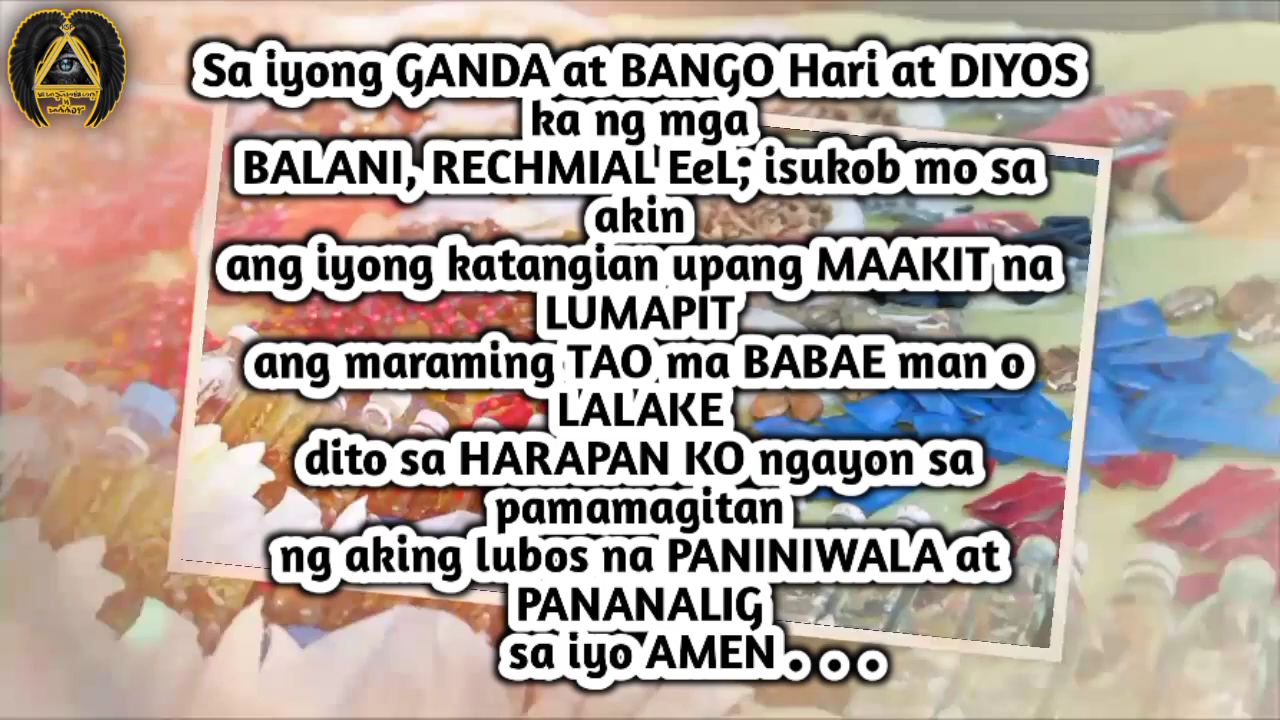 Sa iyong GANDA at BANGO Hari at DIYOS
ka ng mga
BALANI, RECHMIAL EeL; isukob mo sa
akin
ang iyong katangian upang MAAKIT na
LUMAPIT
ang maraming TAO ma BABAE man o
LALAKE
dito sa HARAPAN KO ngayon sa
pamamagitan
ng aking lubos na PANINIWALA at
PANANALIG
sa iyo AMEN . . .